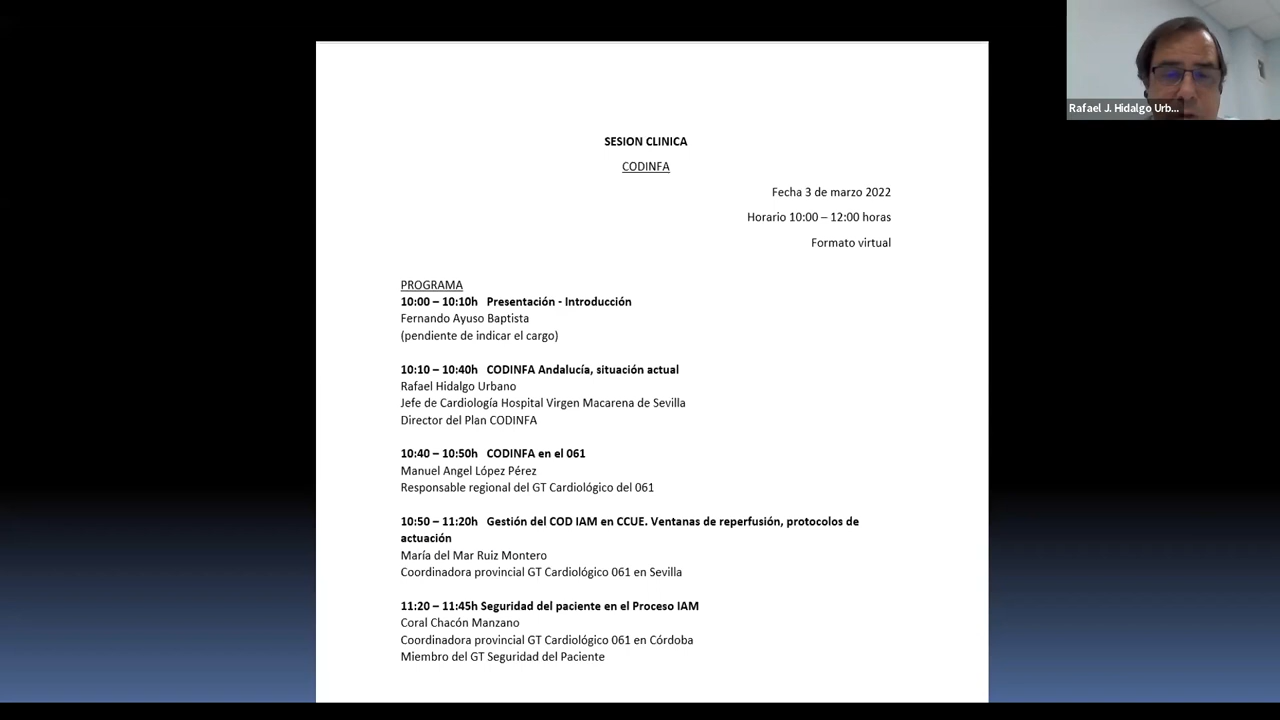 Rafael J. Hidalgo Urb...
SESION CLINICA
CODINFA
Fecha 3 de marzo 2022
Horario 10:00 – 12:00 horas
Formato virtual
PROGRAMA
10:00 – 10:10h Presentación - Introducción
Fernando Ayuso Baptista
(pendiente de indicar el cargo)
10:10 – 10:40h CODINFA Andalucía, situación actual
Rafael Hidalgo Urbano
Jefe de Cardiología Hospital Virgen Macarena de Sevilla
Director del Plan CODINFA
10:40 – 10:50h CODINFA en el 061
Manuel Angel López Pérez
Responsable regional del GT Cardiológico del 061
10:50 – 11:20h Gestión del COD IAM en CCUE. Ventanas de reperfusión, protocolos de
actuación
María del Mar Ruiz Montero
Coordinadora provincial GT Cardiológico 061 en Sevilla
11:20 – 11:45h Seguridad del paciente en el Proceso IAM
Coral Chacón Manzano
Coordinadora provincial GT Cardiológico 061 en Córdoba
Miembro del GT Seguridad del Paciente